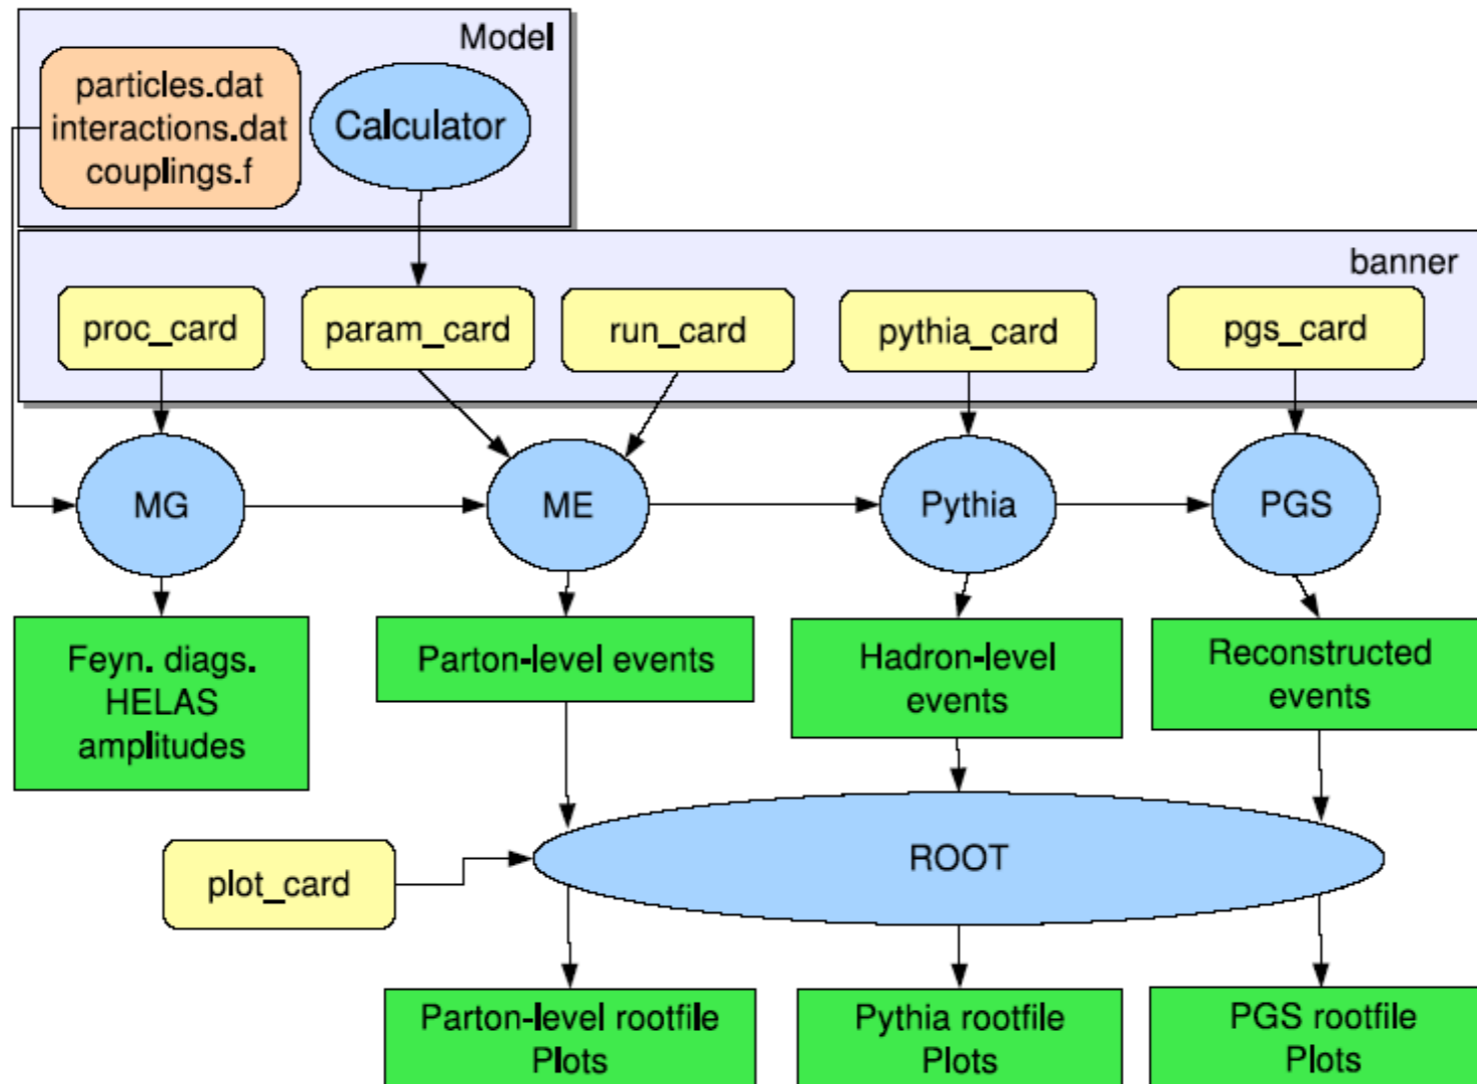 Model
particles.dat
interactions.dat
couplings.f
Calculator
banner
proc_card
param_card
run_card
pythia_card
pgs_card
MG
ME
Pythia
PGS
Feyn. diags.
HELAS
amplitudes
Parton-level events
Hadron-level
events
Reconstructed
events
plot_card
ROOT
Parton-level rootfile
Plots
Pythia rootfile
Plots
PGS rootfile
Plots